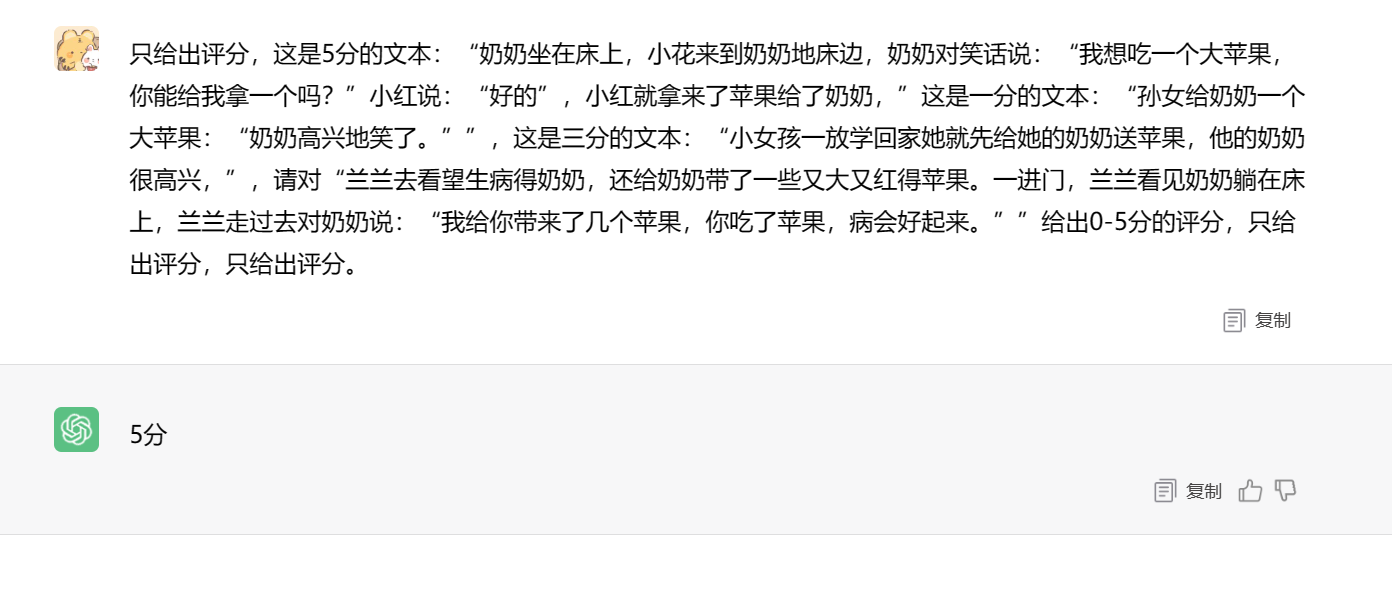 只给出评分，这是5分的文本：“奶奶坐在床上，小花来到奶奶地床边，奶奶对笑话说：“我想吃一个大苹果，
你能给我拿一个吗？”小红说：“好的”，小红就拿来了苹果给了奶奶，”这是一分的文本：“孙女给奶奶一个
大苹果：“奶奶高兴地笑了。””，这是三分的文本：“小女孩一放学回家她就先给她的奶奶送苹果，他的奶奶
很高兴，”，请对“兰兰去看望生病得奶奶，还给奶奶带了一些又大又红得苹果。一进门，兰兰看见奶奶躺在床
上，兰兰走过去对奶奶说：“我给你带来了几个苹果，你吃了苹果，病会好起来。””给出0-5分的评分，只给
出评分，只给出评分。
复制
5分
复制